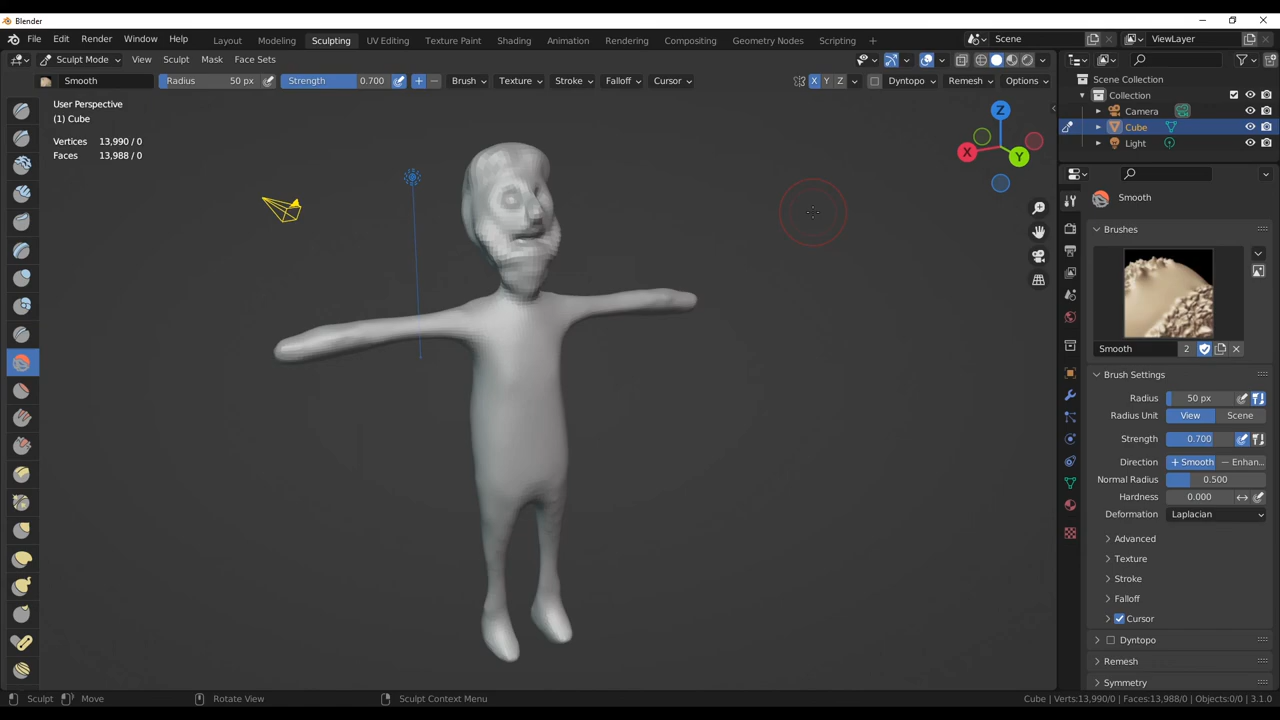 Blender
File Edit Render Window Help Layout Modeling Sculpting UV Editing Texture Paint Shading Animation Rendering Compositing Geometry Nodes Scripting + Scene ViewLayer
Sculpt Mode View Sculpt Mask Face Sets
Smooth Radius 50 px Strength 0.700 + − Brush Texture Stroke Falloff Cursor X Y Z Dyntopo Remesh Options
User Perspective
(1) Cube
Vertices 13,990 / 0
Faces 13,988 / 0
Z
X
Y
Scene Collection
Collection
Camera
Cube
Light
Smooth
Brushes
Smooth 2
Brush Settings
Radius 50 px
Radius Unit View Scene
Strength 0.700
Direction + Smooth − Enhan...
Normal Radius 0.500
Hardness 0.000
Deformation Laplacian
Advanced
Texture
Stroke
Falloff
Cursor
Dyntopo
Remesh
Symmetry
Sculpt Move Rotate View Sculpt Context Menu Cube | Verts:13,990/0 | Faces:13,988/0 | Objects:0/0 | 3.1.0